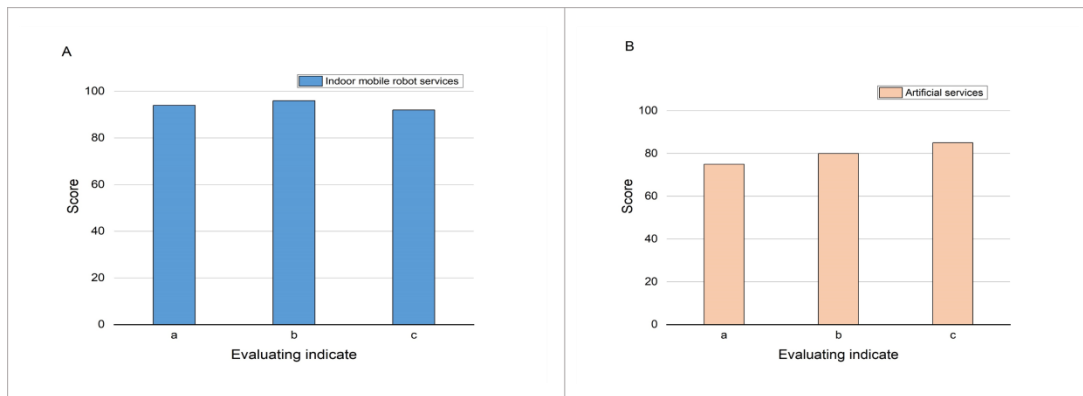 A
Indoor mobile robot services
100
80
60
40
20
0
Score
a b c
Evaluating indicate
B
Artificial services
100
80
60
40
20
0
Score
a b c
Evaluating indicate